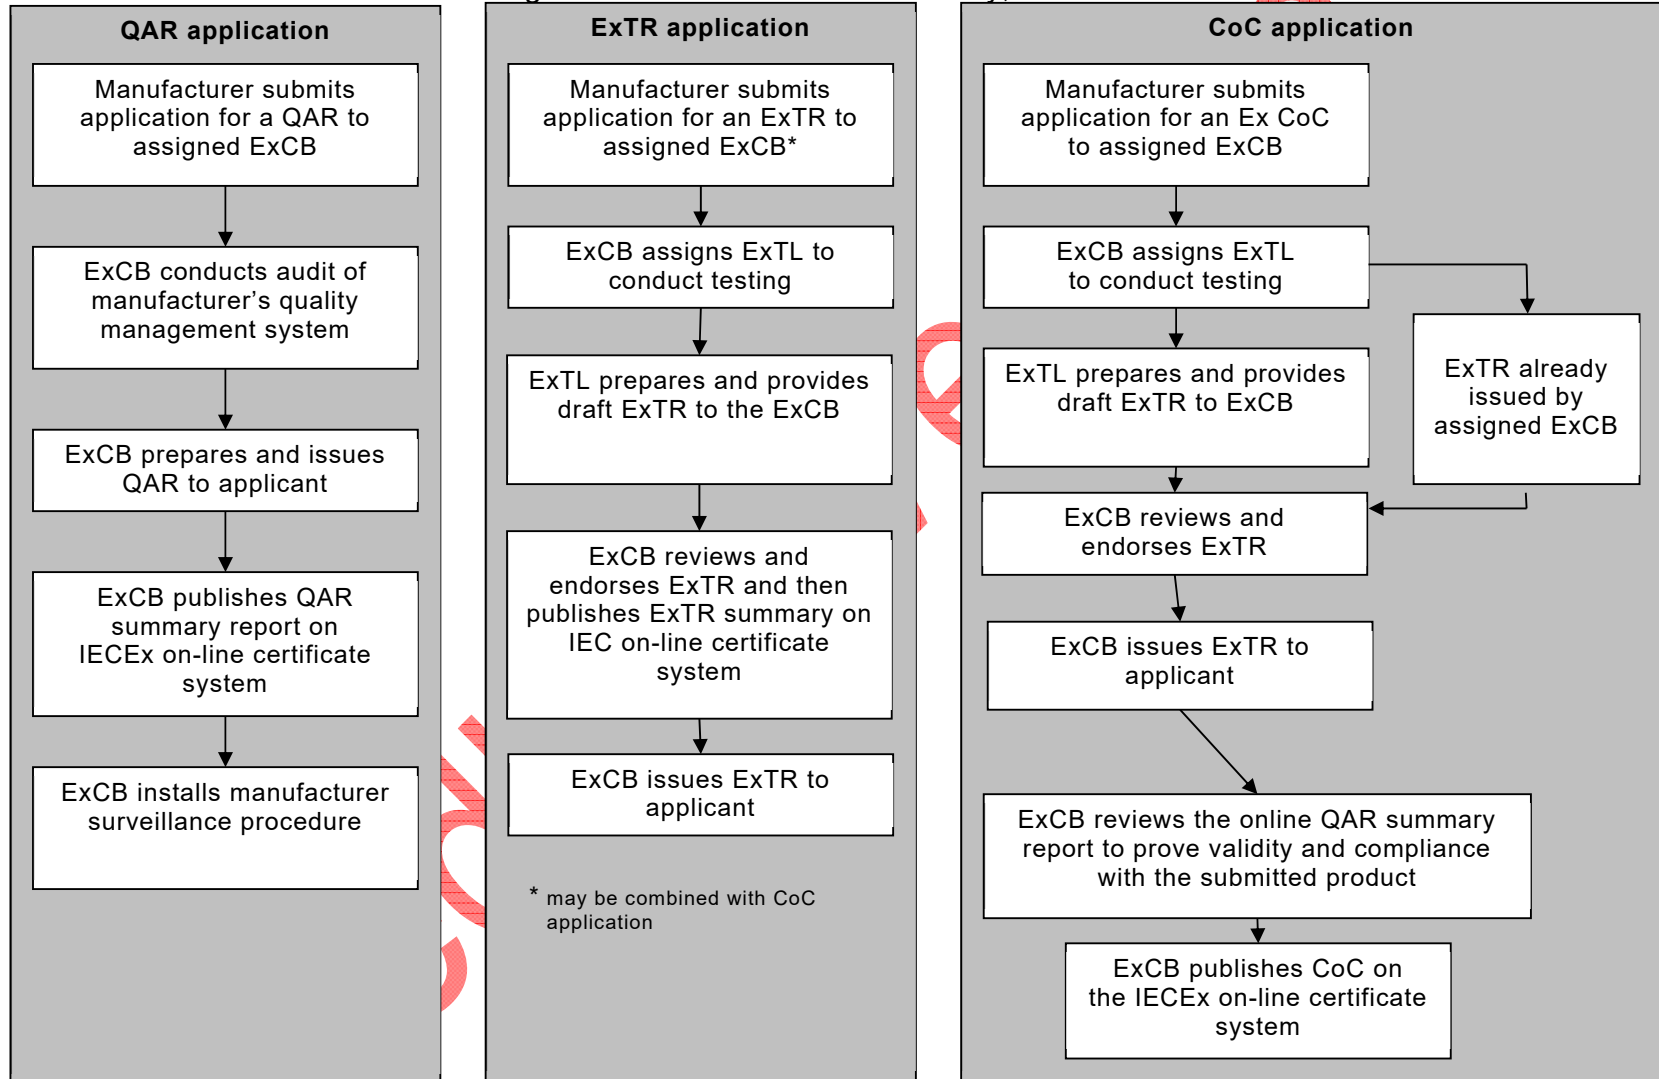 QAR application
Manufacturer submits
application for a QAR to
assigned ExCB
ExCB conducts audit of
manufacturer’s quality
management system
ExCB prepares and issues
QAR to applicant
ExCB publishes QAR
summary report on
IECEx on-line certificate
system
ExCB installs manufacturer
surveillance procedure
ExTR application
Manufacturer submits
application for an ExTR to
assigned ExCB*
ExCB assigns ExTL to
conduct testing
ExTL prepares and provides
draft ExTR to the ExCB
ExCB reviews and
endorses ExTR and then
publishes ExTR summary on
IEC on-line certificate
system
ExCB issues ExTR to
applicant
* may be combined with CoC
application
CoC application
Manufacturer submits
application for an Ex CoC
to assigned ExCB
ExCB assigns ExTL
to conduct testing
ExTL prepares and provides
draft ExTR to ExCB
ExTR already
issued by
assigned ExCB
ExCB reviews and
endorses ExTR
ExCB issues ExTR to
applicant
ExCB reviews the online QAR summary
report to prove validity and compliance
with the submitted product
ExCB publishes CoC on
the IECEx on-line certificate
system